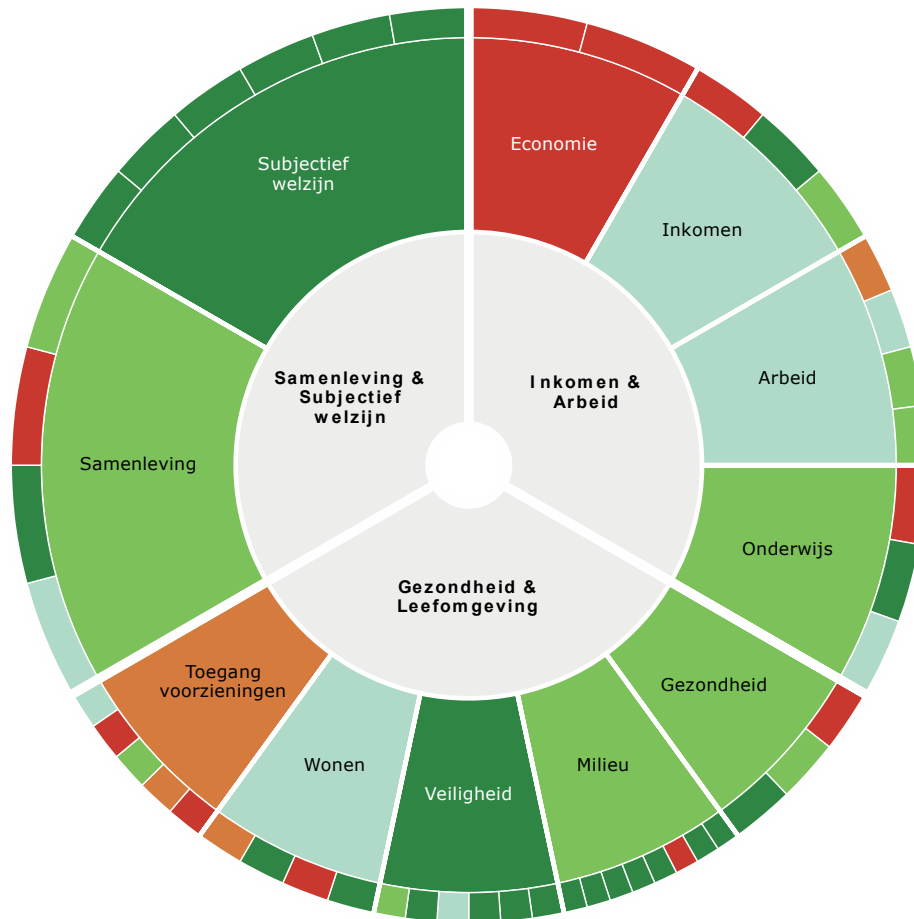 Subjectief
welzijn
Economie
Inkomen
Arbeid
Samenleving &
Subjectief
welzijn
Inkomen &
Arbeid
Samenleving
Onderwijs
Gezondheid &
Leefomgeving
Toegang
voorzieningen
Gezondheid
Wonen
Milieu
Veiligheid